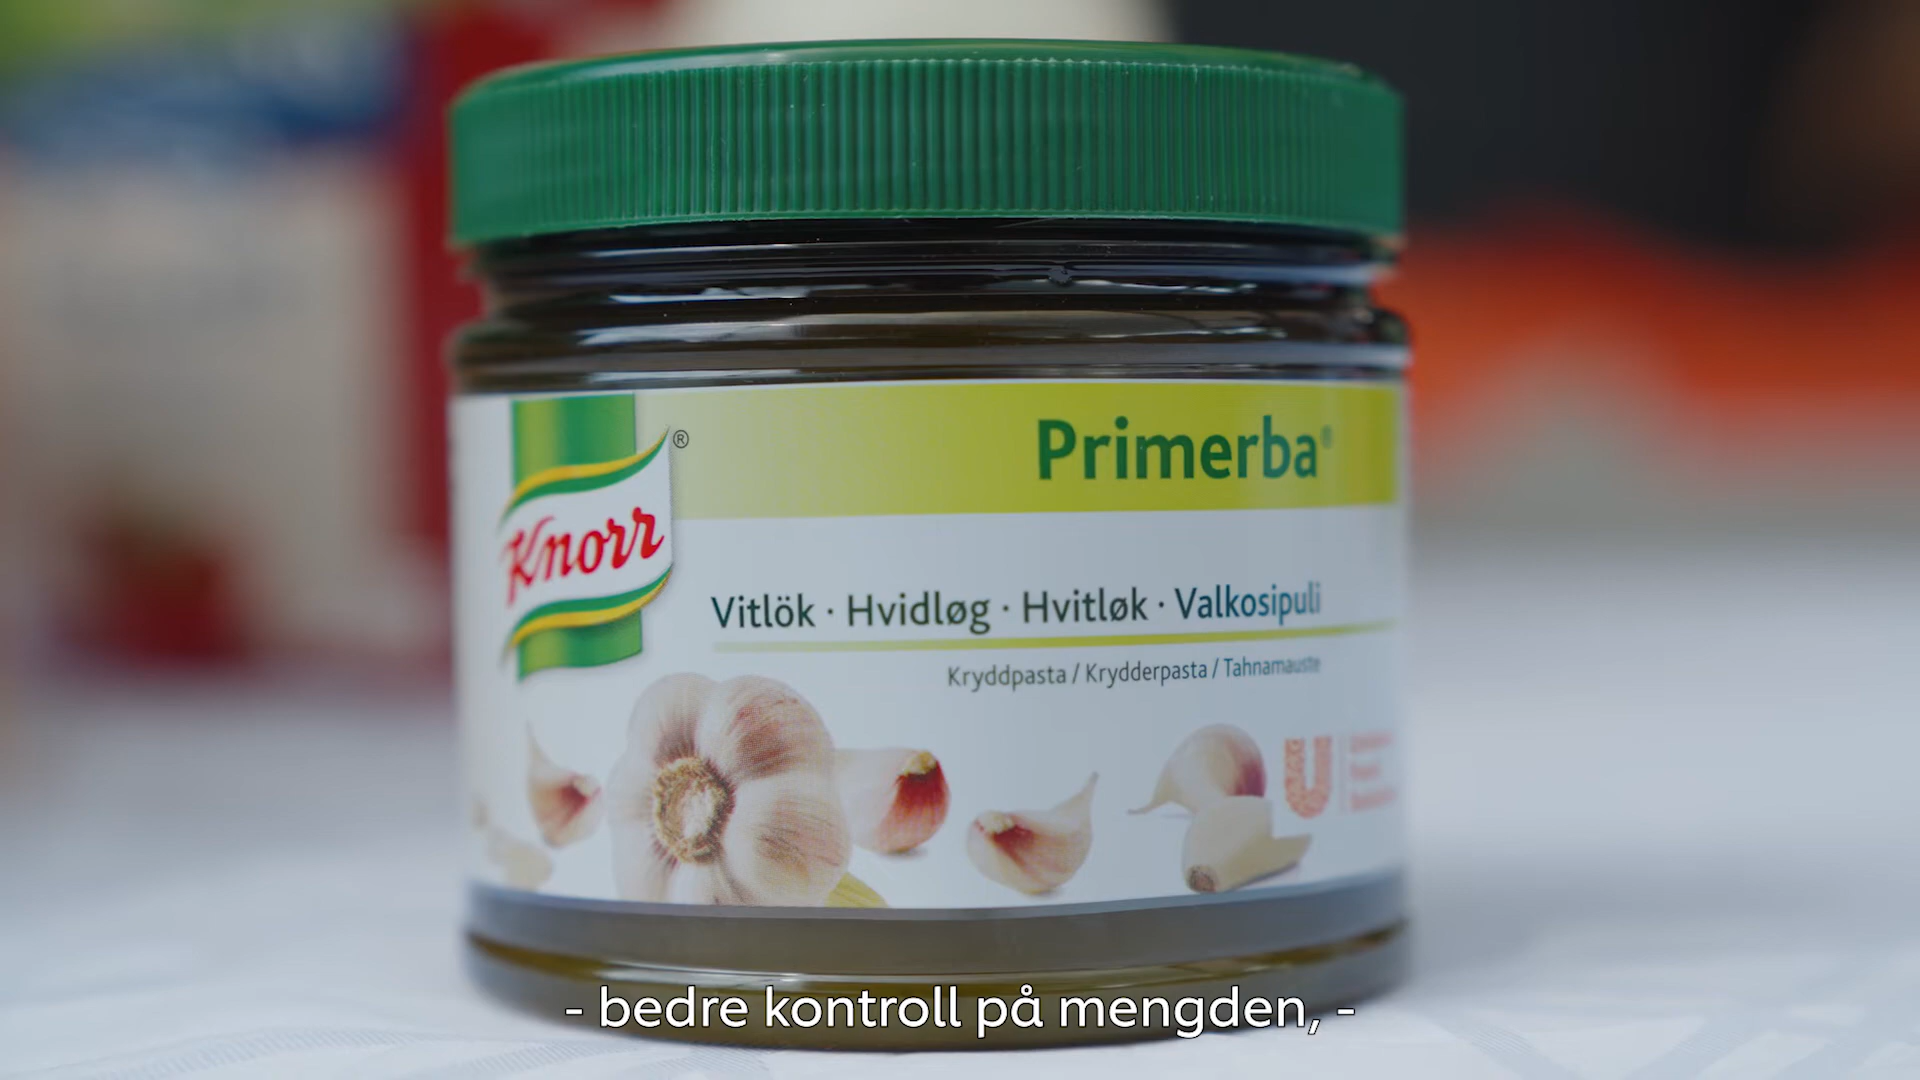 Primerba®
Knorr®
Vitlök · Hvidløg · Hvitløk · Valkosipuli
Kryddpasta / Krydderpasta / Tahnamauste
- bedre kontroll på mengden, -